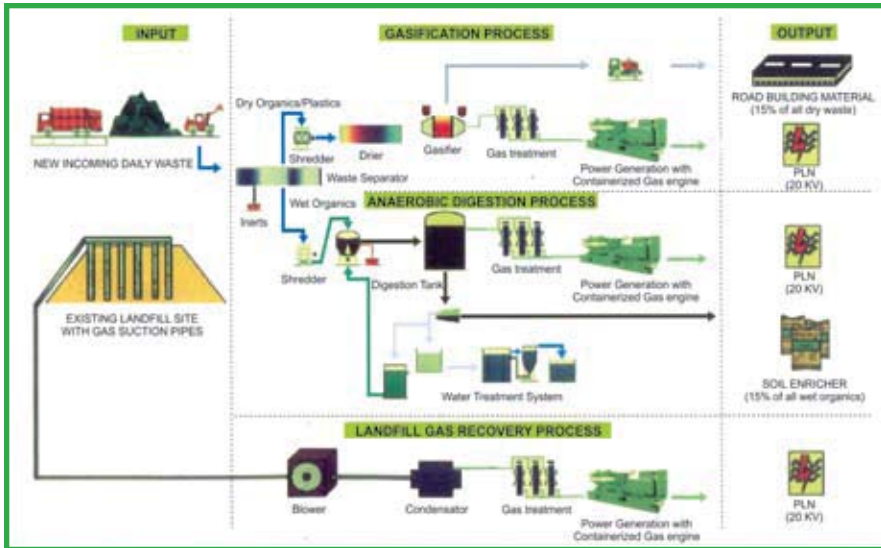 INPUT
GASIFICATION PROCESS
OUTPUT
Dry Organics/Plastics
Shredder
Drier
Gasifier
Gas treatment
Power Generation with
Containerized Gas engine
ROAD BUILDING MATERIAL
(15% of all dry waste)
PLN
(20 KV)
NEW INCOMING DAILY WASTE
Waste Separator
Wet Organics
Inerts
ANAEROBIC DIGESTION PROCESS
Shredder
Digestion Tank
Gas treatment
Power Generation with
Containerized Gas engine
PLN
(20 KV)
EXISTING LANDFILL SITE
WITH GAS SUCTION PIPES
Water Treatment System
SOIL ENRICHER
(15% of all wet organics)
LANDFILL GAS RECOVERY PROCESS
Blower
Condensator
Gas treatment
Power Generation with
Containerized Gas engine
PLN
(20 KV)